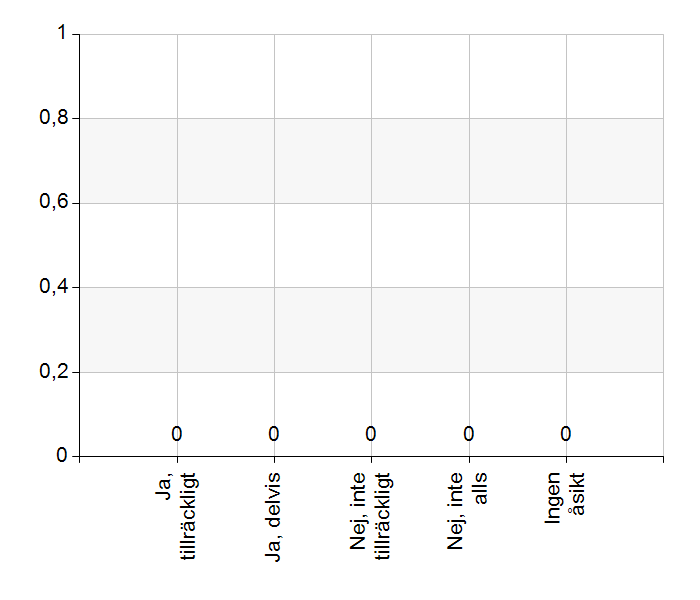 1
0,8
0,6
0,4
0,2
0
0 0 0 0 0
Ja,
tillräckligt
Ja, delvis
Nej, inte
tillräckligt
Nej, inte
alls
Ingen
åsikt